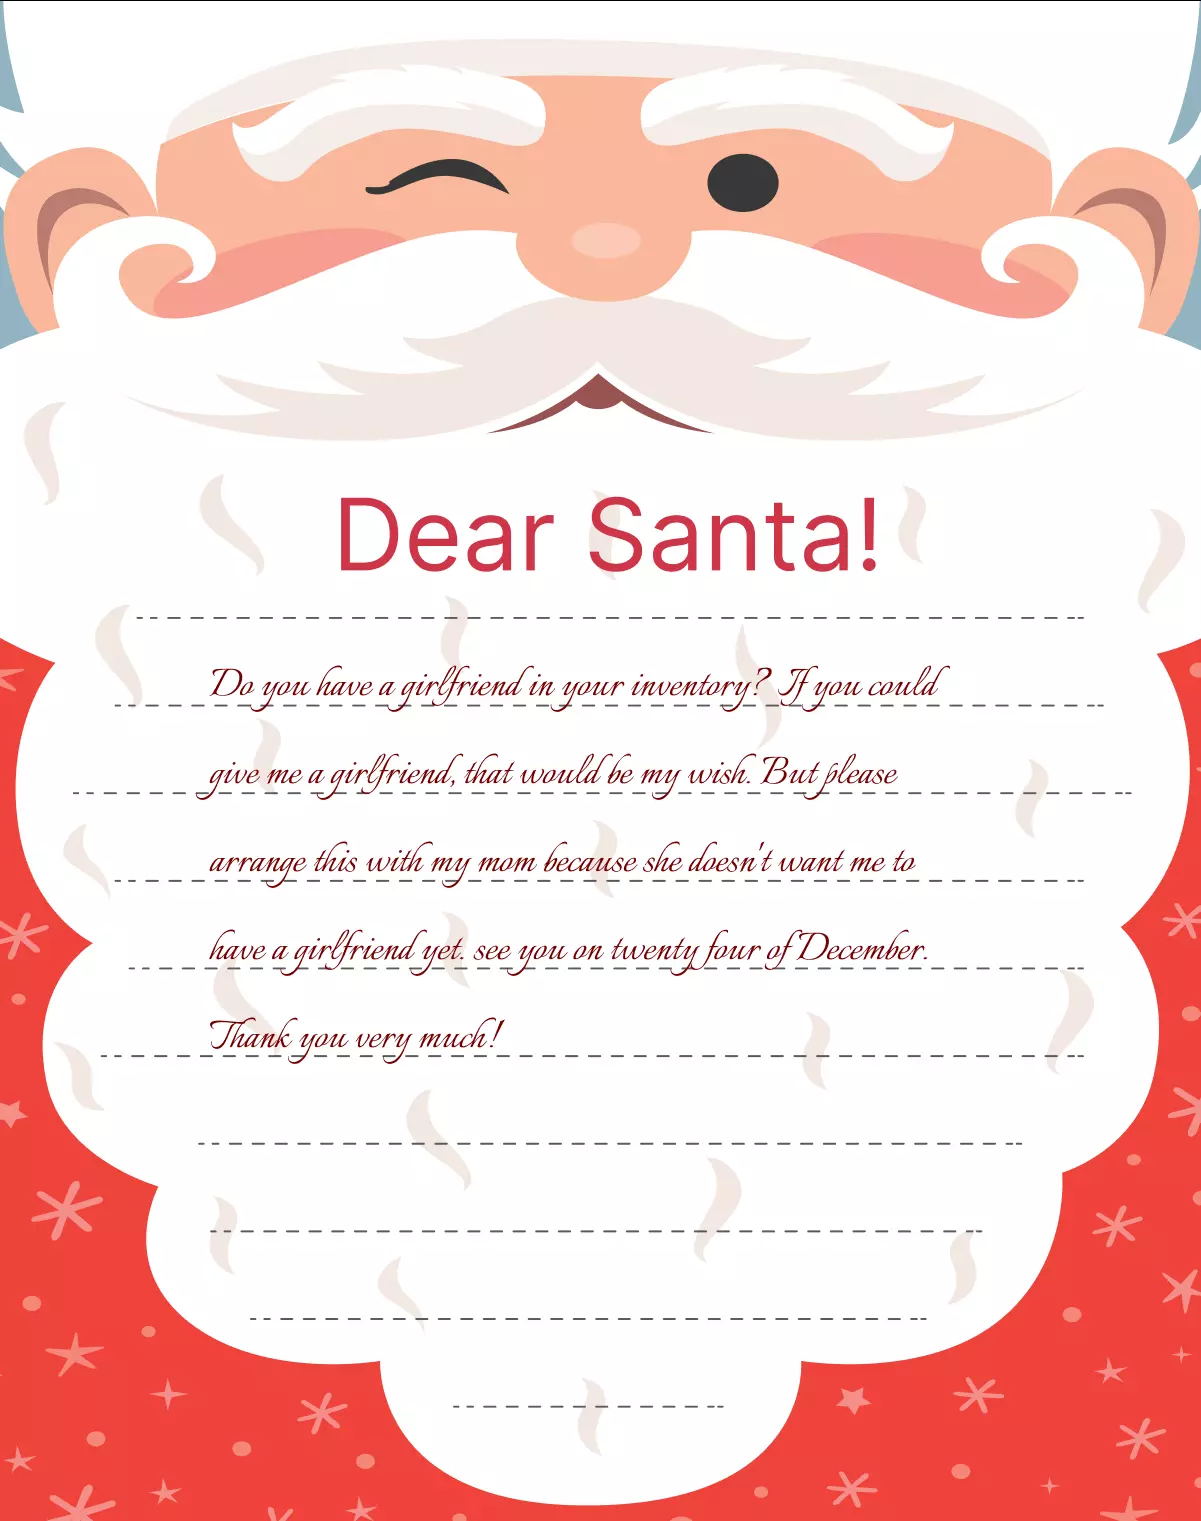 Dear Santa!
Do you have a girlfriend in your inventory? If you could
give me a girlfriend, that would be my wish. But please
arrange this with my mom because she doesn't want me to
have a girlfriend yet. see you on twenty four of December.
Thank you very much!